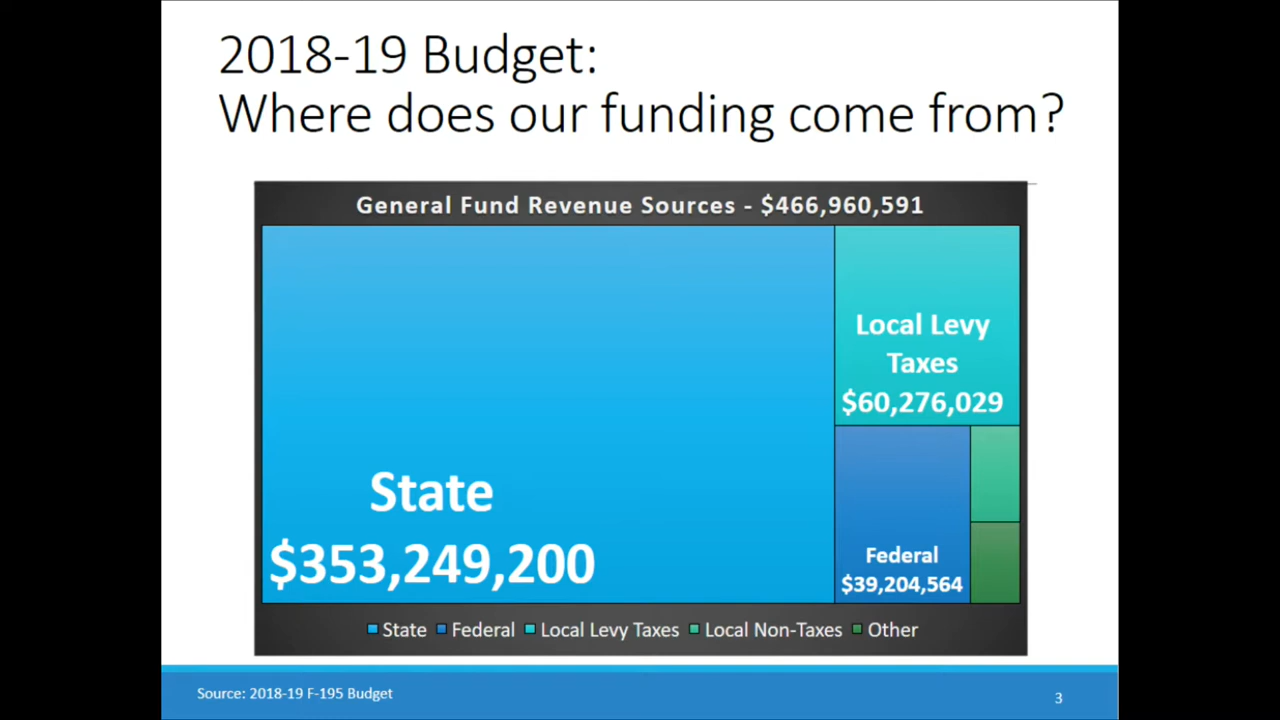 2018-19 Budget:
Where does our funding come from?
General Fund Revenue Sources - $466,960,591
Local Levy
Taxes
$60,276,029
State
$353,249,200
Federal
$39,204,564
State Federal Local Levy Taxes Local Non-Taxes Other
Source: 2018-19 F-195 Budget
3